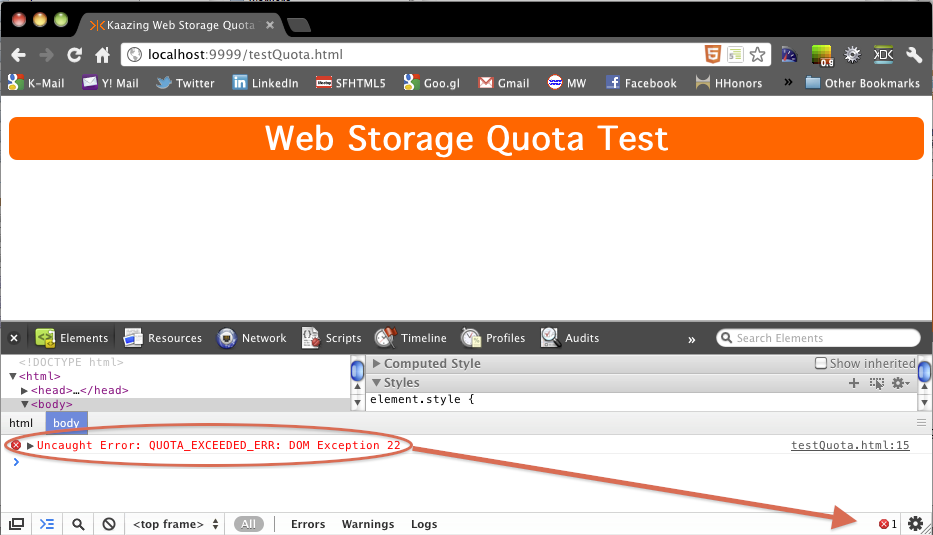 Kaazing Web Storage Quota
localhost:9999/testQuota.html
0.8
K-Mail Y! Mail Twitter LinkedIn SFHTML5 Goo.gl Gmail MW Facebook HHonors » Other Bookmarks
Web Storage Quota Test
Elements Resources Network Scripts Timeline Profiles Audits » Search Elements
<!DOCTYPE html>
<html>
<head>…</head>
<body>
Computed Style Show inherited
Styles
element.style {
html body
Uncaught Error: QUOTA_EXCEEDED_ERR: DOM Exception 22 testQuota.html:15
<top frame> All Errors Warnings Logs 1